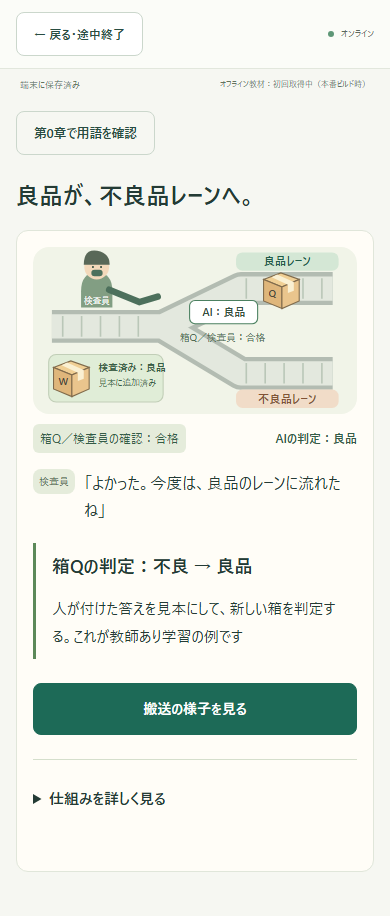 ← 戻る・途中終了
オンライン
端末に保存済み
オフライン教材：初回取得中（本番ビルド時）
第0章で用語を確認
良品が、不良品レーンへ。
良品レーン
検査員
Q
AI：良品
箱Q／検査員：合格
検査済み：良品
見本に追加済み
W
不良品レーン
箱Q／検査員の確認：合格
AIの判定：良品
検査員
「よかった。今度は、良品のレーンに流れた
ね」
箱Qの判定：不良 → 良品
人が付けた答えを見本にして、新しい箱を判定す
る。これが教師あり学習の例です
搬送の様子を見る
▶ 仕組みを詳しく見る